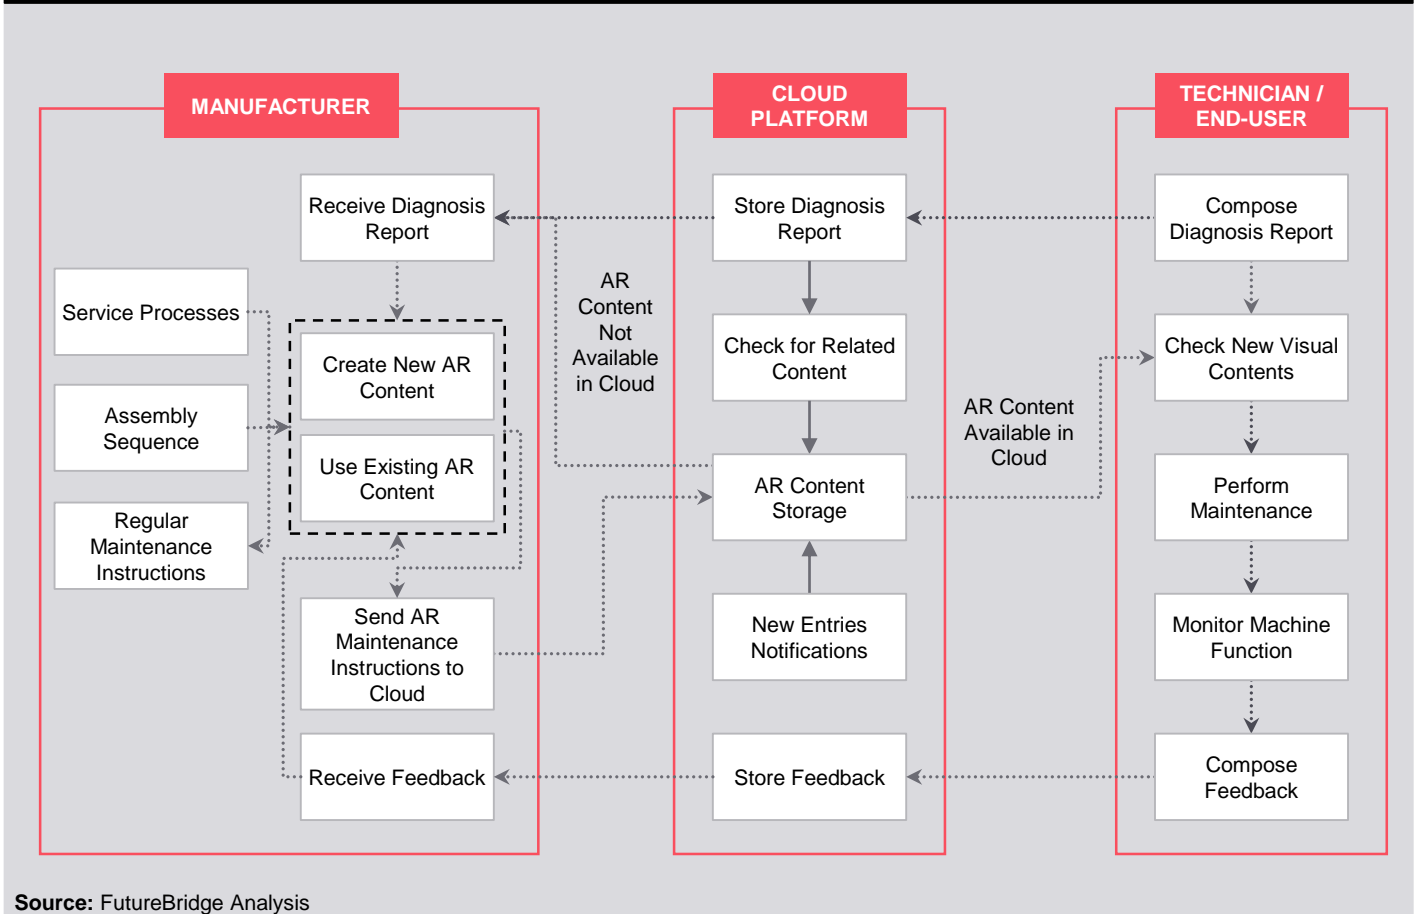 MANUFACTURER
CLOUD
PLATFORM
TECHNICIAN /
END-USER
Receive Diagnosis
Report
Store Diagnosis
Report
Compose
Diagnosis Report
Service Processes
AR
Content
Not
Available
in Cloud
Create New AR
Content
Check for Related
Content
Check New Visual
Contents
Assembly
Sequence
AR Content
Available in
Cloud
Use Existing AR
Content
AR Content
Storage
Perform
Maintenance
Regular
Maintenance
Instructions
Send AR
Maintenance
Instructions to
Cloud
New Entries
Notifications
Monitor Machine
Function
Receive Feedback
Store Feedback
Compose
Feedback
Source: FutureBridge Analysis